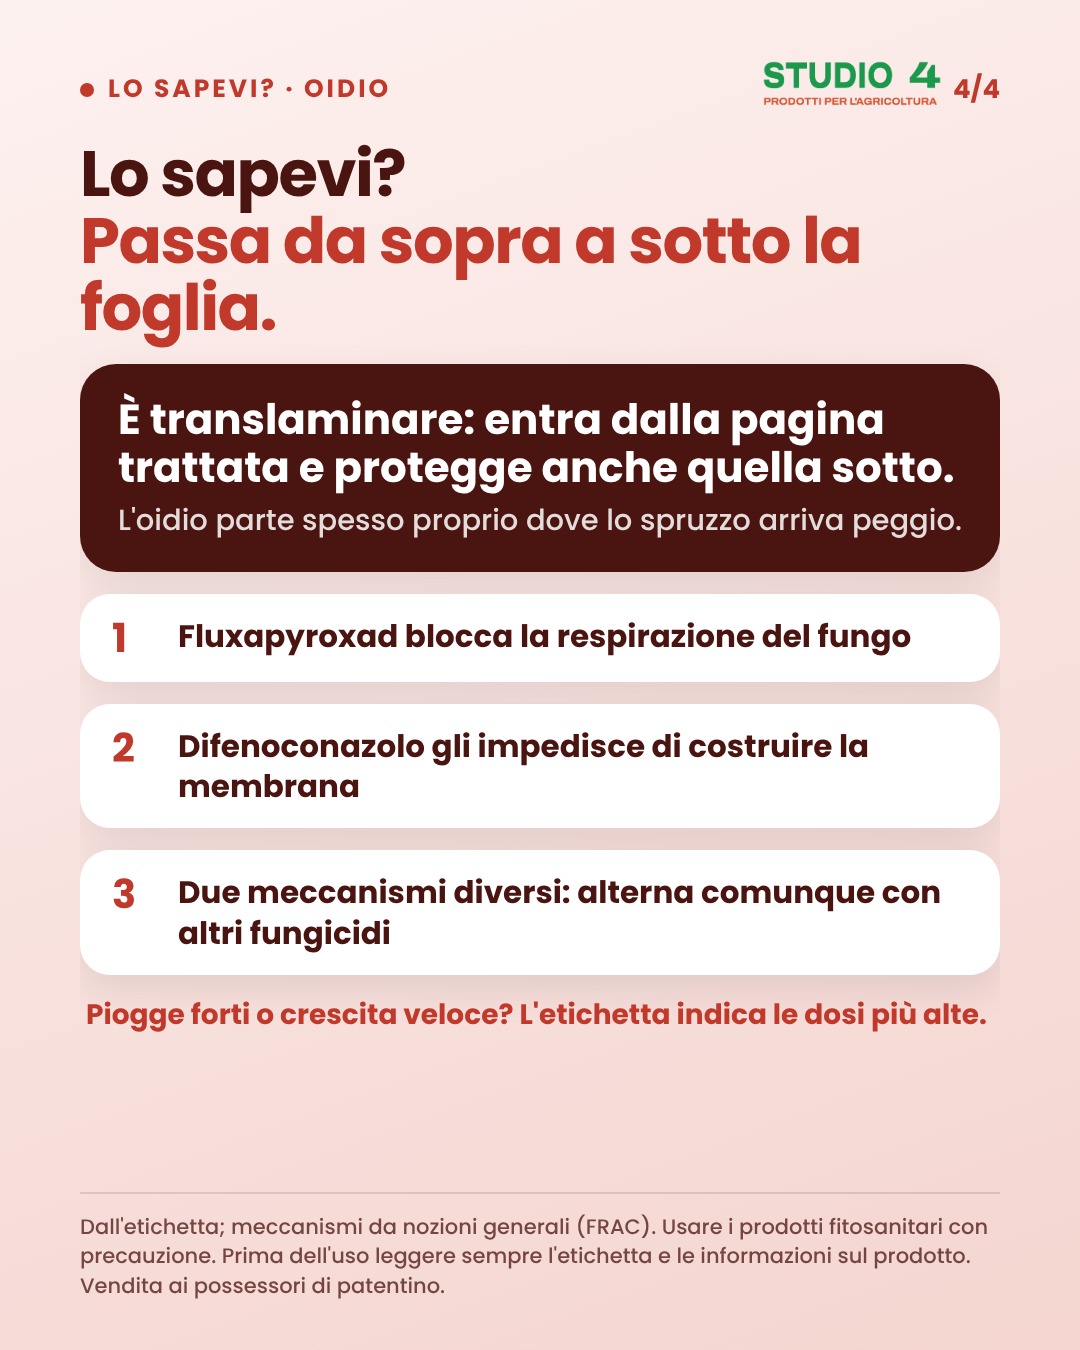 LO SAPEVI? · OIDIO
STUDIO 4
PRODOTTI PER L'AGRICOLTURA
4/4
Lo sapevi?
Passa da sopra a sotto la
foglia.
È translaminare: entra dalla pagina
trattata e protegge anche quella sotto.
L'oidio parte spesso proprio dove lo spruzzo arriva peggio.
1 Fluxapyroxad blocca la respirazione del fungo
2 Difenoconazolo gli impedisce di costruire la
membrana
3 Due meccanismi diversi: alterna comunque con
altri fungicidi
Piogge forti o crescita veloce? L'etichetta indica le dosi più alte.
Dall'etichetta; meccanismi da nozioni generali (FRAC). Usare i prodotti fitosanitari con
precauzione. Prima dell'uso leggere sempre l'etichetta e le informazioni sul prodotto.
Vendita ai possessori di patentino.